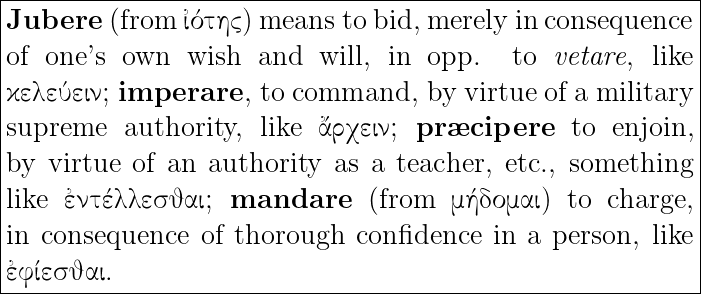 Jubere (from ἰότης) means to bid, merely in consequence
of one's own wish and will, in opp. to vetare, like
κελεύειν; imperare, to command, by virtue of a military
supreme authority, like ἄρχειν; præcipere to enjoin,
by virtue of an authority as a teacher, etc., something
like ἐντέλλεσϑαι; mandare (from μήδομαι) to charge,
in consequence of thorough confidence in a person, like
ἐφίεσϑαι.